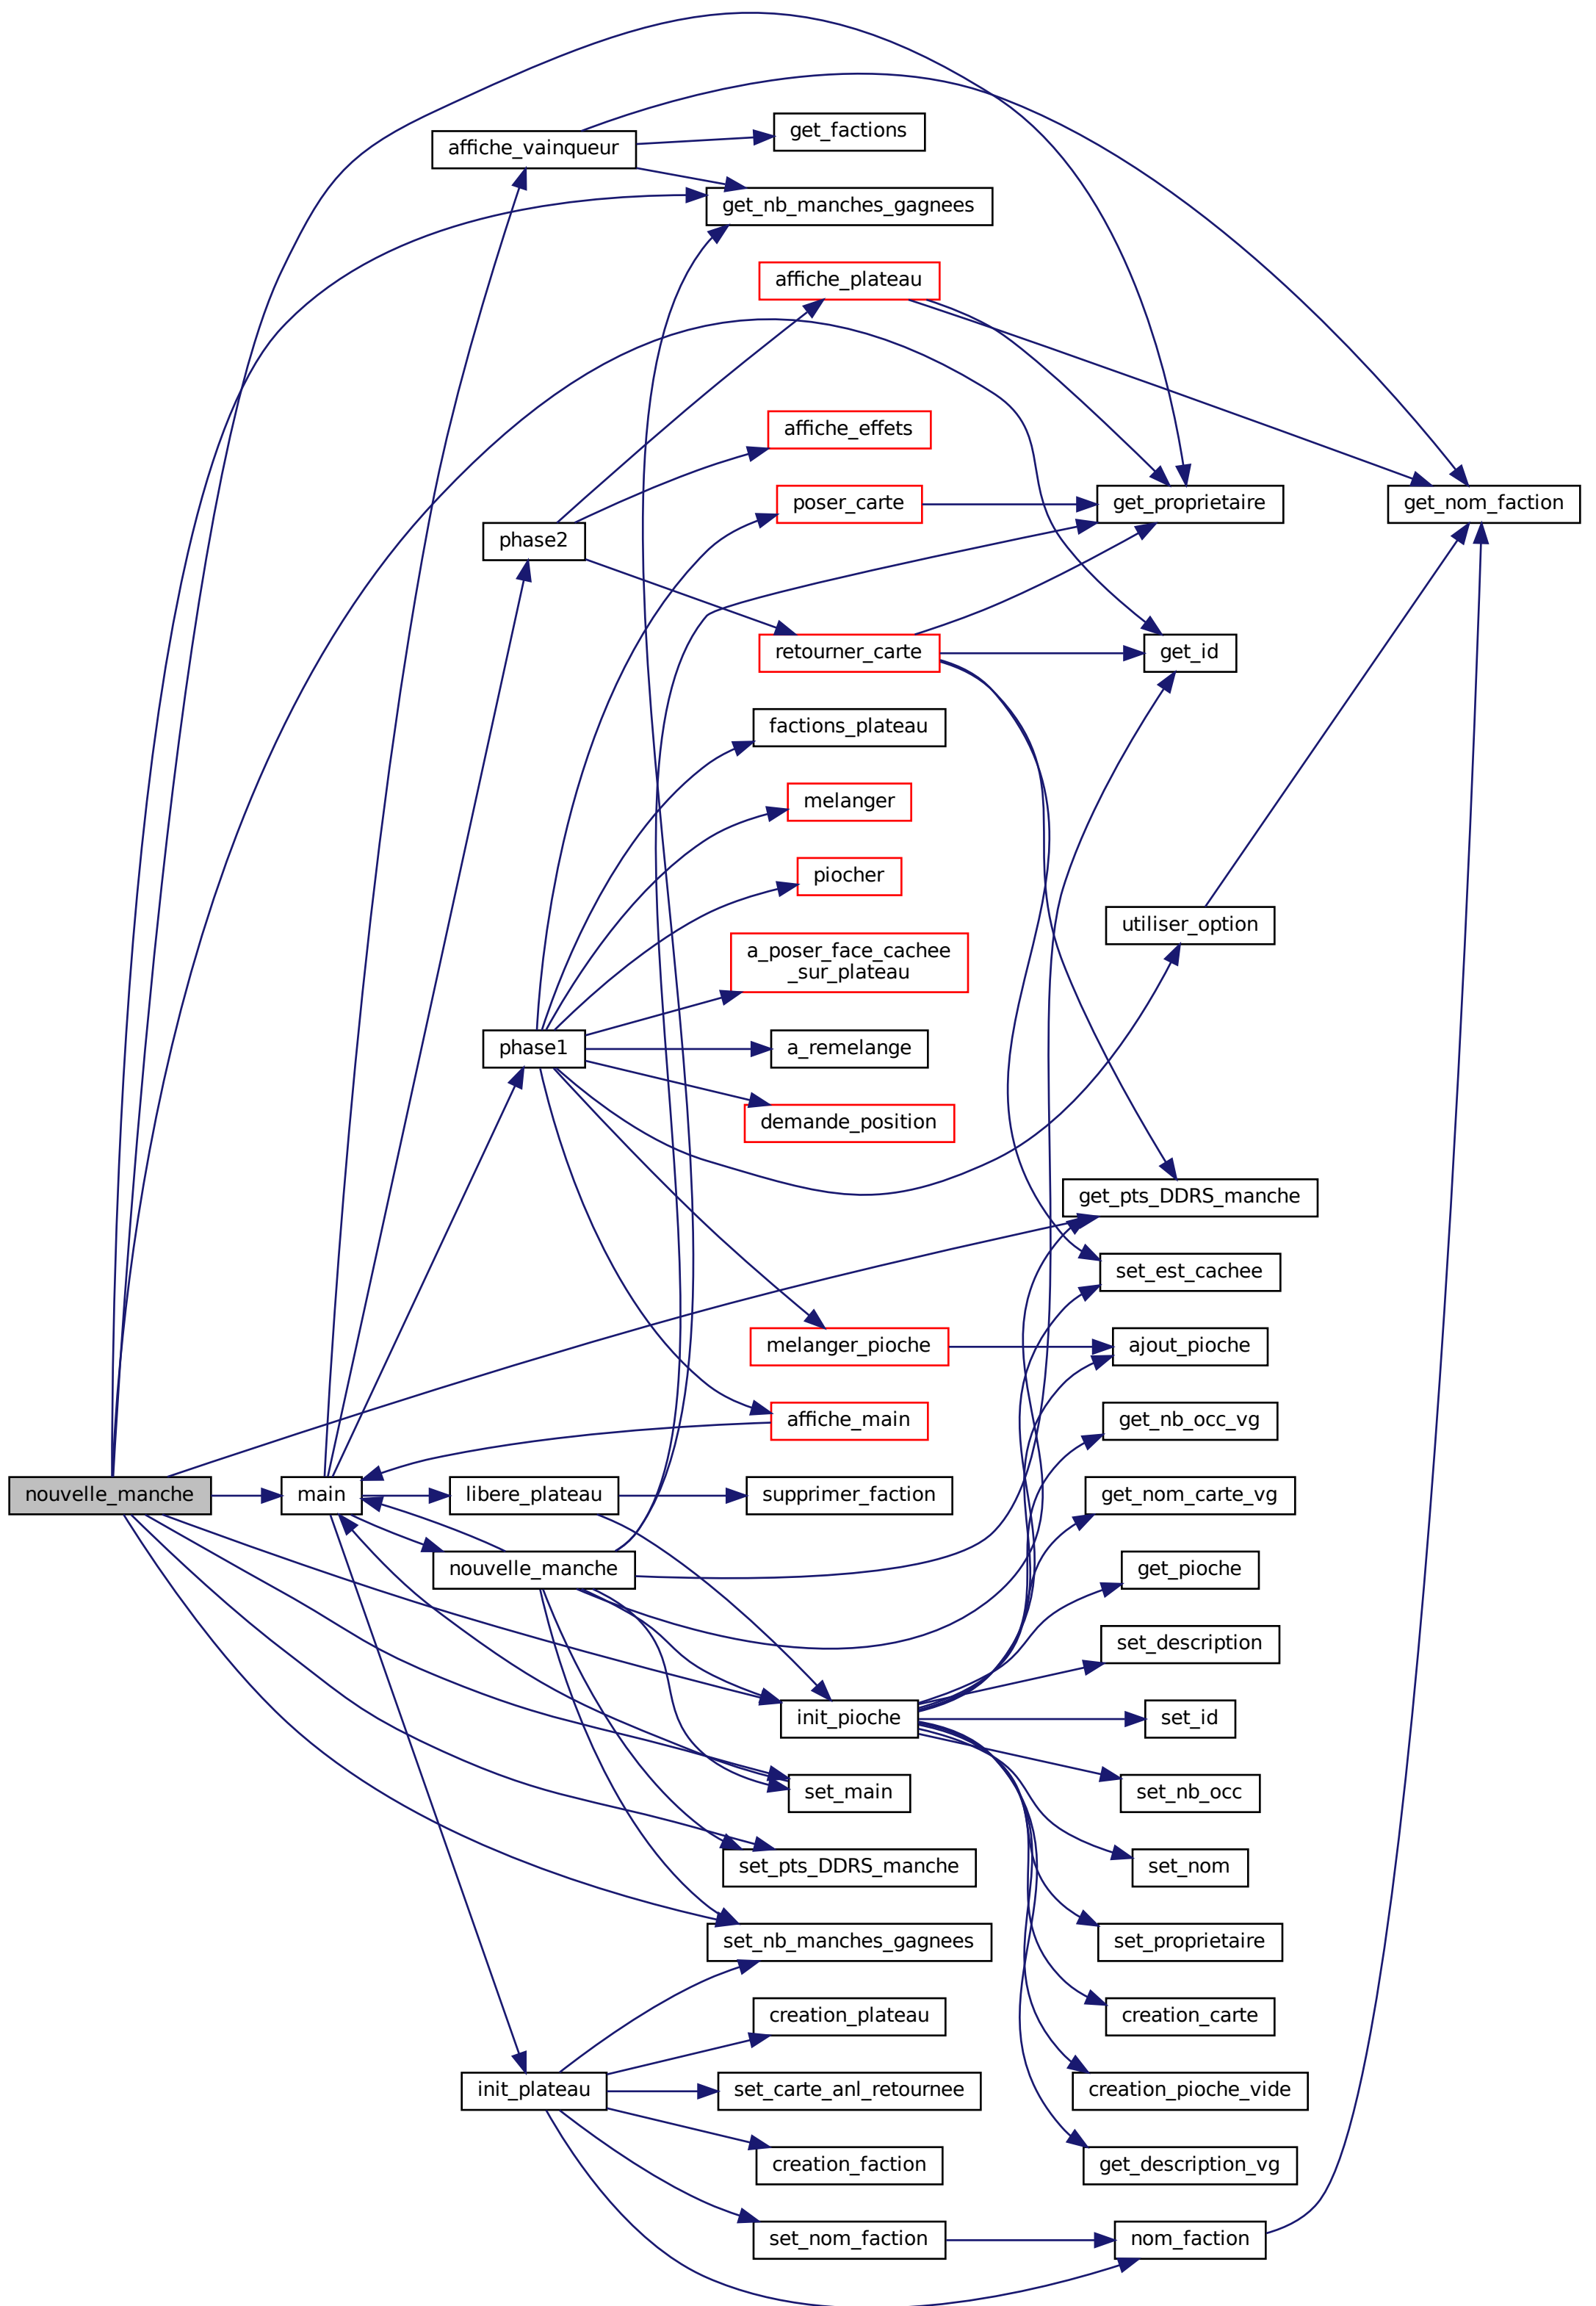 affiche_vainqueur
get_factions
get_nb_manches_gagnees
affiche_plateau
affiche_effets
poser_carte
get_proprietaire
get_nom_faction
phase2
retourner_carte
get_id
factions_plateau
melanger
piocher
utiliser_option
a_poser_face_cachee
_sur_plateau
phase1
a_remelange
demande_position
get_pts_DDRS_manche
set_est_cachee
melanger_pioche
ajout_pioche
affiche_main
get_nb_occ_vg
nouvelle_manche
main
libere_plateau
supprimer_faction
get_nom_carte_vg
nouvelle_manche
get_pioche
set_description
init_pioche
set_id
set_main
set_nb_occ
set_pts_DDRS_manche
set_nom
set_nb_manches_gagnees
set_proprietaire
creation_plateau
creation_carte
init_plateau
set_carte_anl_retournee
creation_pioche_vide
creation_faction
get_description_vg
set_nom_faction
nom_faction